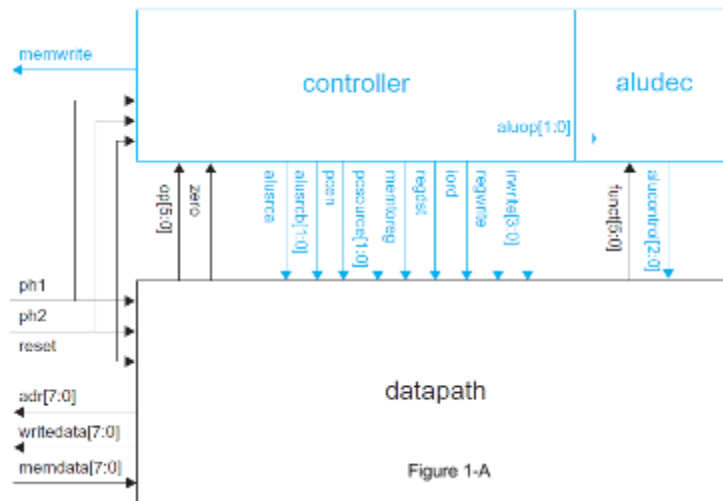 memwrite
controller
aludec
aluop[1:0]
op[5:0]
zero
alusrca
alusrcb[1:0]
pcen
pcsource[1:0]
memtoreg
regdst
iord
regwrite
irwrite[3:0]
funct[5:0]
alucontrol[2:0]
ph1
ph2
reset
adr[7:0]
writedata[7:0]
memdata[7:0]
datapath
Figure 1-A